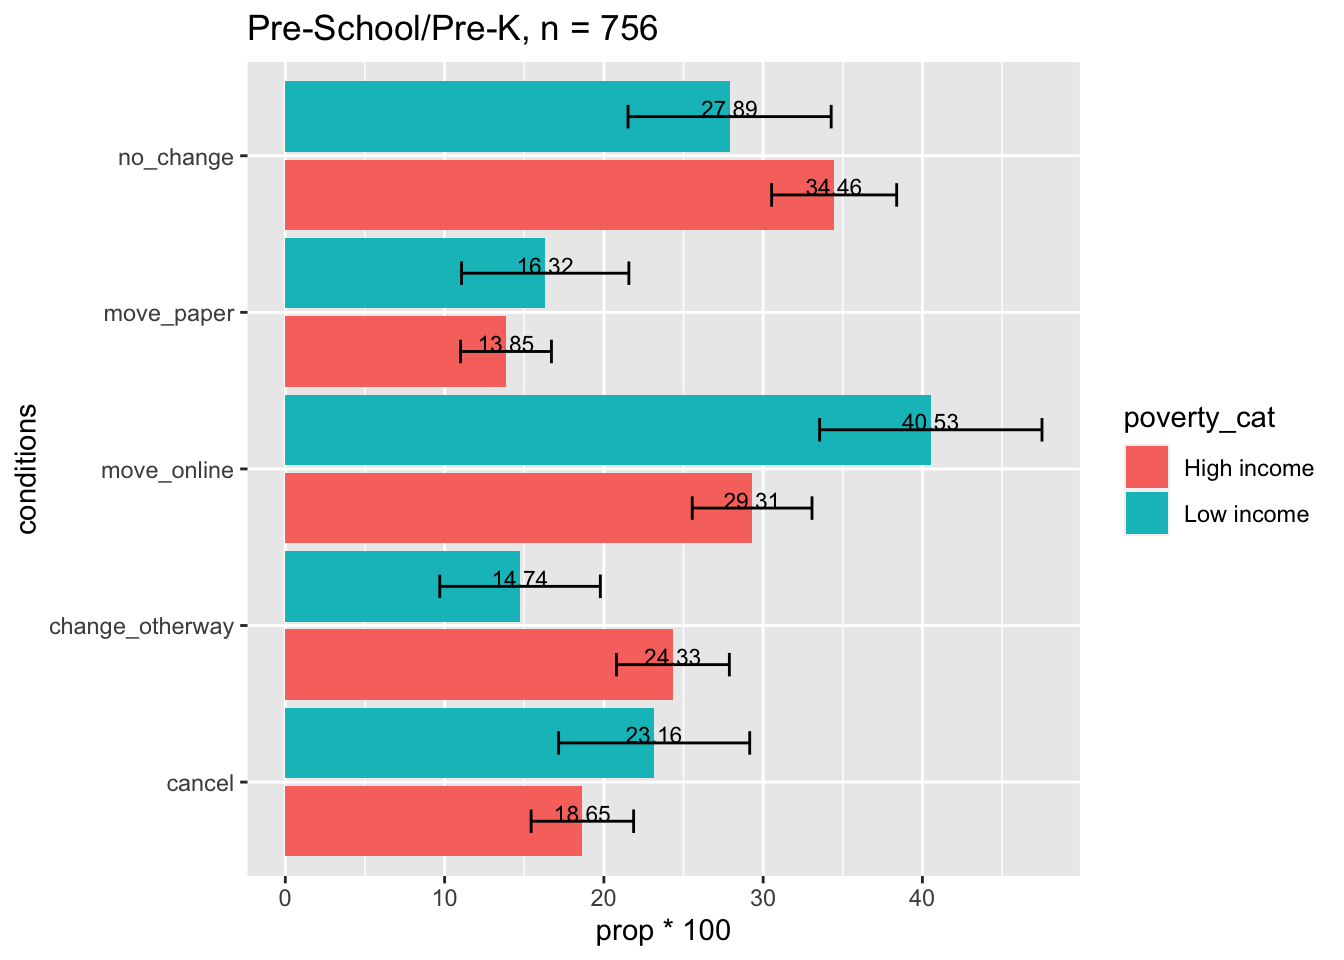 Pre-School/Pre-K, n = 756
27.89
no_change
34.46
16.32
move_paper
13.85
40.53
move_online
29.31
14.74
change_otherway
24.33
23.16
cancel
18.65
0 10 20 30 40
prop * 100
conditions
poverty_cat
High income
Low income